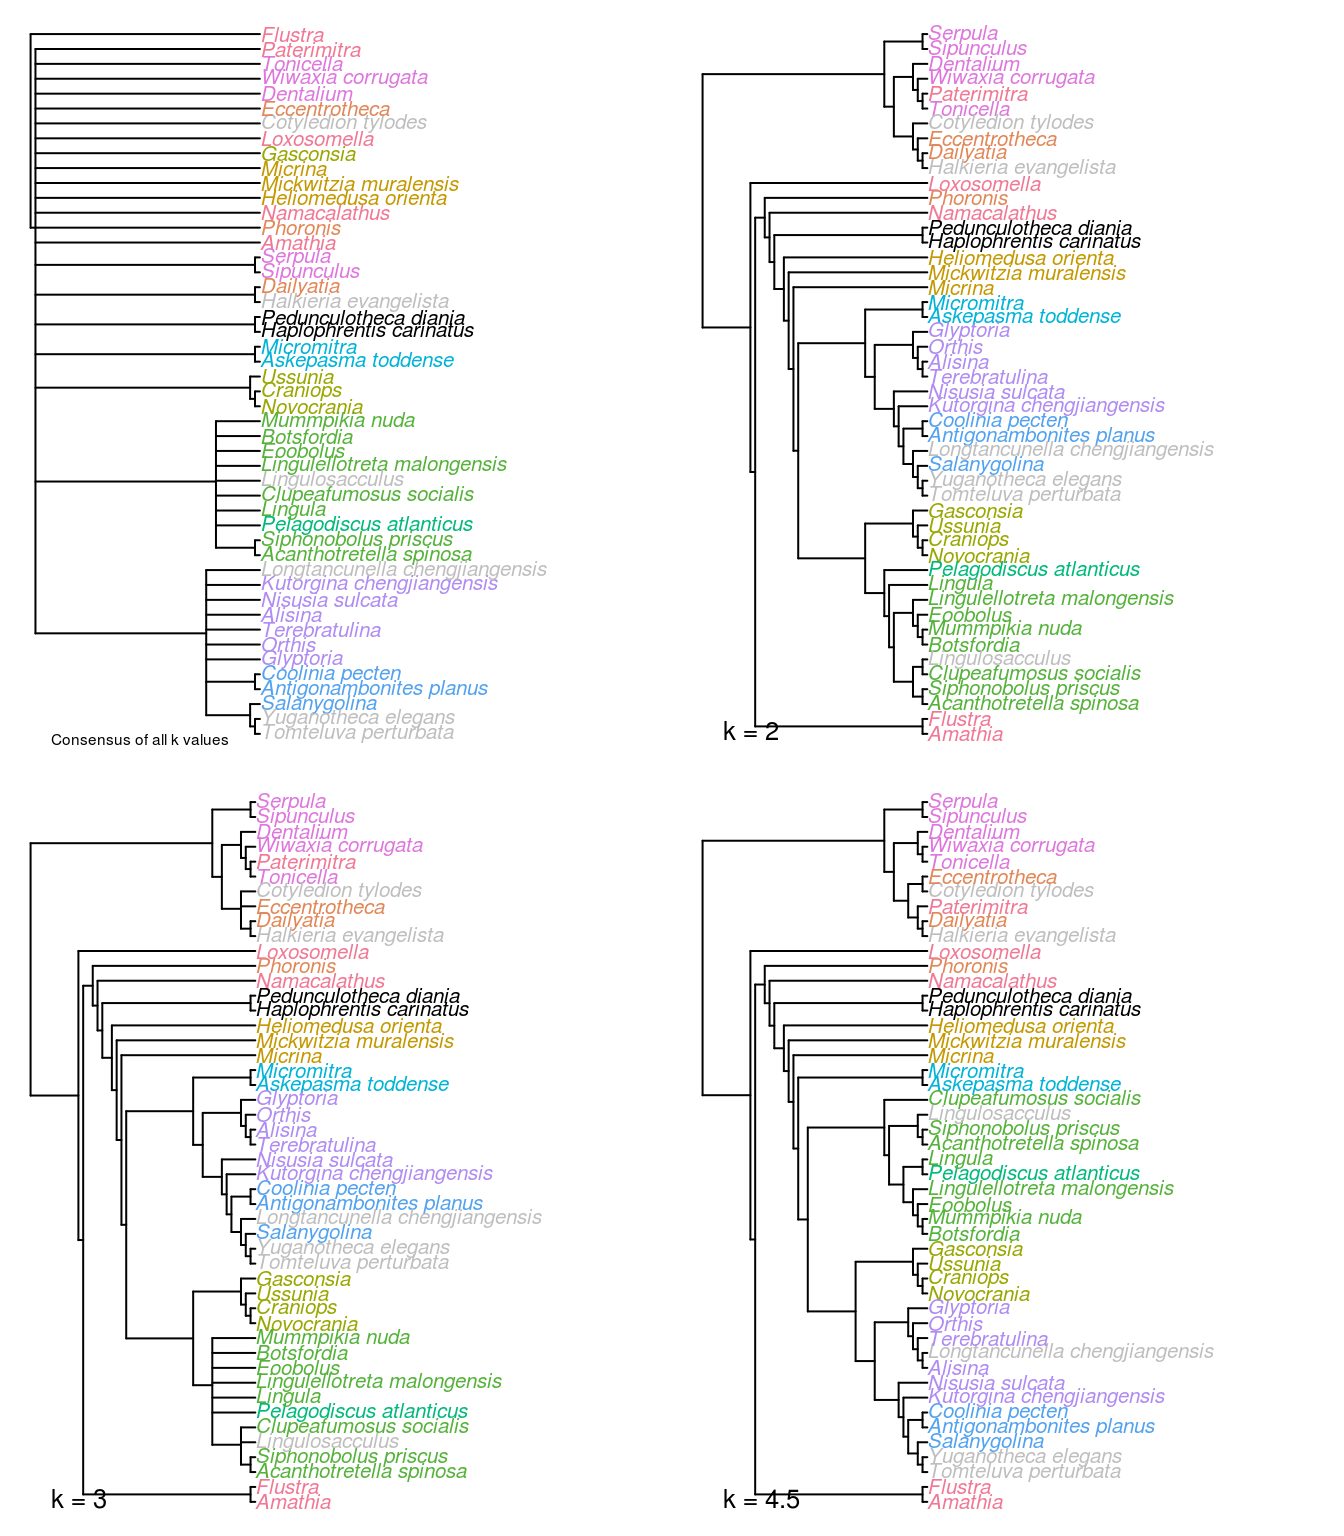 Flustra
Paterimitra
Tonicella
Wiwaxia corrugata
Dentalium
Eccentrotheca
Cotyledion tylodes
Loxosomella
Gasconsia
Micrina
Mickwitzia muralensis
Heliomedusa orienta
Namacalathus
Phoronis
Amathia
Serpula
Sipunculus
Dailyatia
Halkieria evangelista
Pedunculotheca diania
Haplophrentis carinatus
Micromitra
Askepasma toddense
Ussunia
Craniops
Novocrania
Mummpikia nuda
Botsfordia
Eoobolus
Lingulellotreta malongensis
Lingulosacculus
Clupeafumosus socialis
Lingula
Pelagodiscus atlanticus
Siphonobolus priscus
Acanthotretella spinosa
Longtancunella chengjiangensis
Kutorgina chengjiangensis
Nisusia sulcata
Alisina
Terebratulina
Orthis
Glyptoria
Coolinia pecten
Antigonambonites planus
Salanygolina
Yuganotheca elegans
Tomteluva perturbata
Consensus of all k values
Serpula
Sipunculus
Dentalium
Wiwaxia corrugata
Paterimitra
Tonicella
Cotyledion tylodes
Eccentrotheca
Dailyatia
Halkieria evangelista
Loxosomella
Phoronis
Namacalathus
Pedunculotheca diania
Haplophrentis carinatus
Heliomedusa orienta
Mickwitzia muralensis
Micrina
Micromitra
Askepasma toddense
Glyptoria
Orthis
Alisina
Terebratulina
Nisusia sulcata
Kutorgina chengjiangensis
Coolinia pecten
Antigonambonites planus
Longtancunella chengjiangensis
Salanygolina
Yuganotheca elegans
Tomteluva perturbata
Gasconsia
Ussunia
Craniops
Novocrania
Pelagodiscus atlanticus
Lingula
Lingulellotreta malongensis
Eoobolus
Mummpikia nuda
Botsfordia
Lingulosacculus
Clupeafumosus socialis
Siphonobolus priscus
Acanthotretella spinosa
Flustra
Amathia
k = 2
Serpula
Sipunculus
Dentalium
Wiwaxia corrugata
Paterimitra
Tonicella
Cotyledion tylodes
Eccentrotheca
Dailyatia
Halkieria evangelista
Loxosomella
Phoronis
Namacalathus
Pedunculotheca diania
Haplophrentis carinatus
Heliomedusa orienta
Mickwitzia muralensis
Micrina
Micromitra
Askepasma toddense
Glyptoria
Orthis
Alisina
Terebratulina
Nisusia sulcata
Kutorgina chengjiangensis
Coolinia pecten
Antigonambonites planus
Longtancunella chengjiangensis
Salanygolina
Yuganotheca elegans
Tomteluva perturbata
Gasconsia
Ussunia
Craniops
Novocrania
Mummpikia nuda
Botsfordia
Eoobolus
Lingulellotreta malongensis
Lingula
Pelagodiscus atlanticus
Clupeafumosus socialis
Lingulosacculus
Siphonobolus priscus
Acanthotretella spinosa
Flustra
Amathia
k = 3
Serpula
Sipunculus
Dentalium
Wiwaxia corrugata
Tonicella
Eccentrotheca
Cotyledion tylodes
Paterimitra
Dailyatia
Halkieria evangelista
Loxosomella
Phoronis
Namacalathus
Pedunculotheca diania
Haplophrentis carinatus
Heliomedusa orienta
Mickwitzia muralensis
Micrina
Micromitra
Askepasma toddense
Clupeafumosus socialis
Lingulosacculus
Siphonobolus priscus
Acanthotretella spinosa
Lingula
Pelagodiscus atlanticus
Lingulellotreta malongensis
Eoobolus
Mummpikia nuda
Botsfordia
Gasconsia
Ussunia
Craniops
Novocrania
Glyptoria
Orthis
Terebratulina
Longtancunella chengjiangensis
Alisina
Nisusia sulcata
Kutorgina chengjiangensis
Coolinia pecten
Antigonambonites planus
Salanygolina
Yuganotheca elegans
Tomteluva perturbata
Flustra
Amathia
k = 4.5